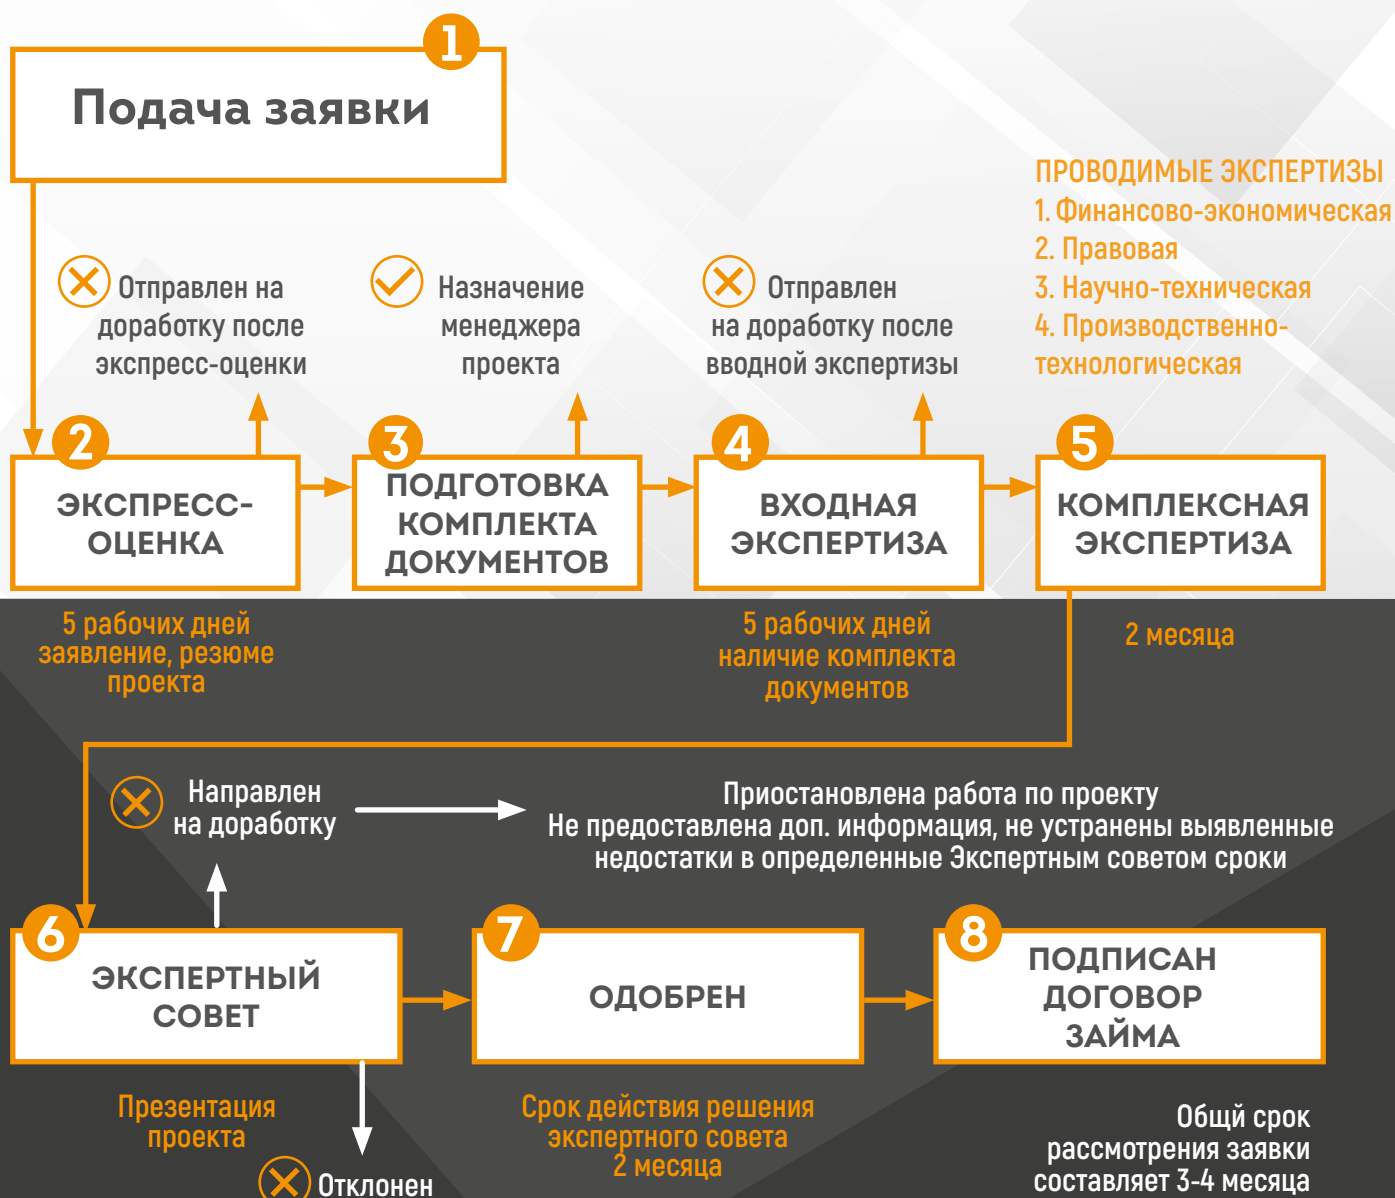 1
Подача заявки
ПРОВОДИМЫЕ ЭКСПЕРТИЗЫ
1. Финансово-экономическая
2. Правовая
3. Научно-техническая
4. Производственно-
технологическая
Отправлен на
доработку после
экспресс-оценки
Назначение
менеджера
проекта
Отправлен
на доработку после
вводной экспертизы
2
ЭКСПРЕСС-
ОЦЕНКА
3
ПОДГОТОВКА
КОМПЛЕКТА
ДОКУМЕНТОВ
4
ВХОДНАЯ
ЭКСПЕРТИЗА
5
КОМПЛЕКСНАЯ
ЭКСПЕРТИЗА
5 рабочих дней
заявление, резюме
проекта
5 рабочих дней
наличие комплекта
документов
2 месяца
Направлен
на доработку
Приостановлена работа по проекту
Не предоставлена доп. информация, не устранены выявленные
недостатки в определенные Экспертным советом сроки
6
ЭКСПЕРТНЫЙ
СОВЕТ
7
ОДОБРЕН
8
ПОДПИСАН
ДОГОВОР
ЗАЙМА
Презентация
проекта
Отклонен
Срок действия решения
экспертного совета
2 месяца
Общй срок
рассмотрения заявки
составляет 3-4 месяца